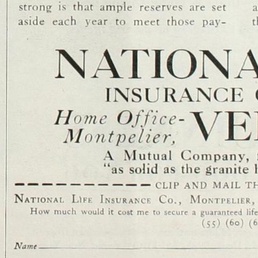 strong is that ample reserves are set
aside each year to meet those pay-
NATIONA
INSURANCE
Home Office-
Montpelier,
VE
A Mutual Company,
"as solid as the granite
CLIP AND MAIL TH
NATIONAL LIFE INSURANCE CO., MONTPELIER,
How much would it cost me to secure a guaranteed life
(55) (60) (6
Name